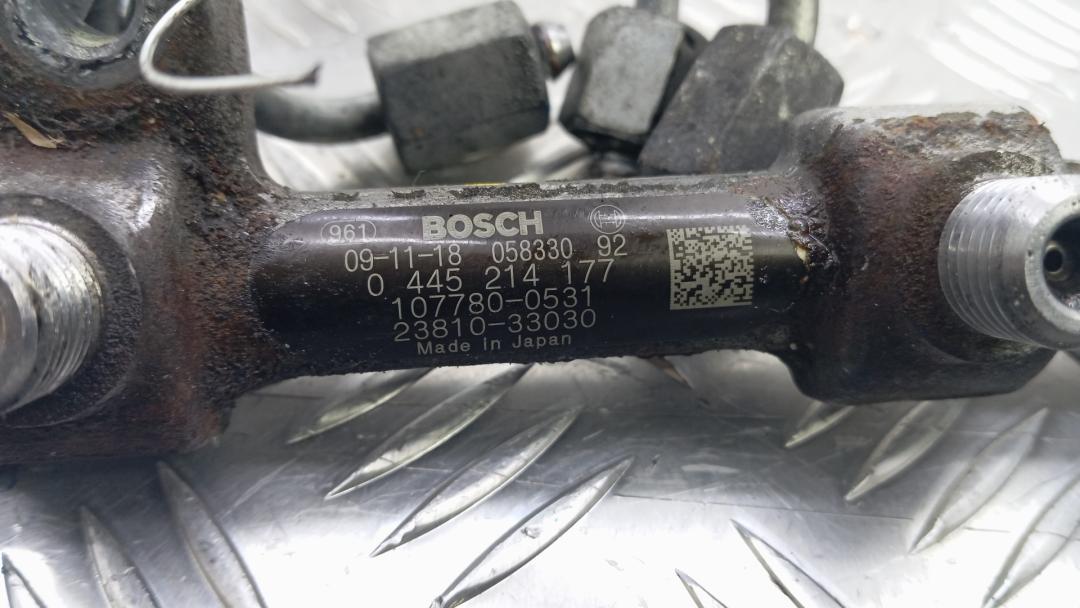 961 BOSCH
09-11-18 058330 92
0 445 214 177
107780-0531
23810-33030
Made in Japan